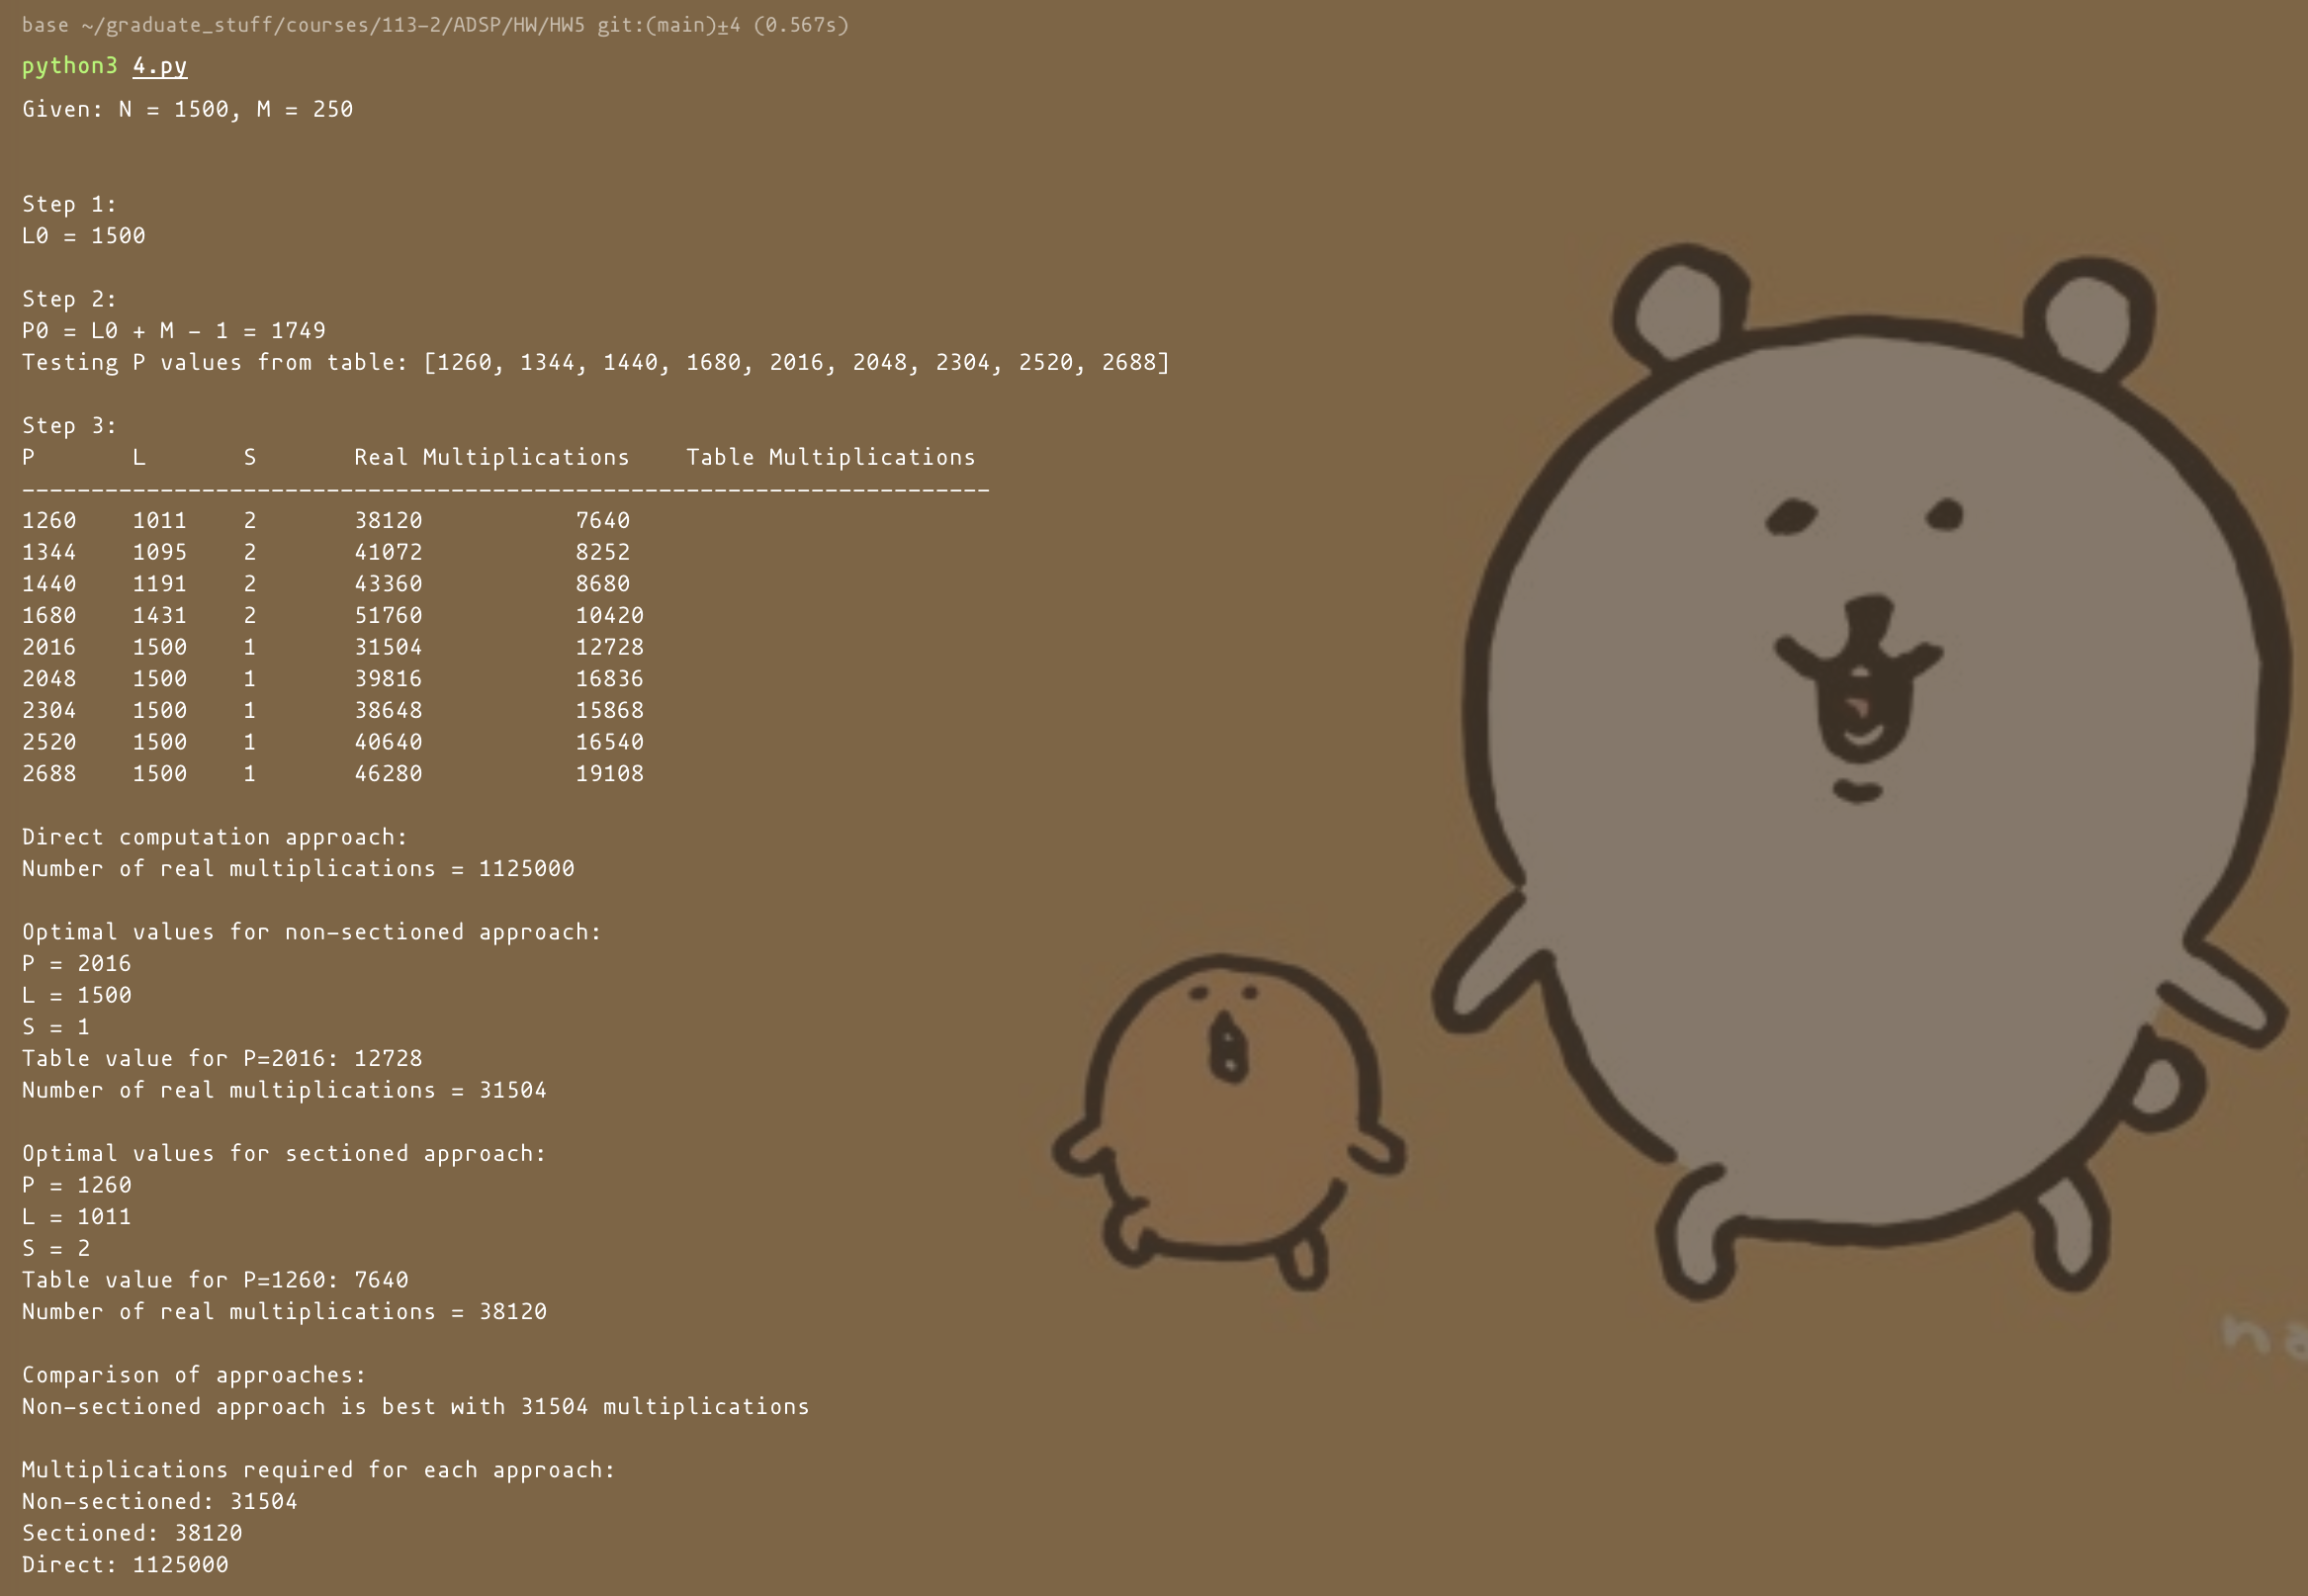 base ~/graduate_stuff/courses/113-2/ADSP/HW/HW5 git:(main)±4 (0.567s)
python3 4.py
Given: N = 1500, M = 250
Step 1:
L0 = 1500
Step 2:
P0 = L0 + M - 1 = 1749
Testing P values from table: [1260, 1344, 1440, 1680, 2016, 2048, 2304, 2520, 2688]
Step 3:
P L S Real Multiplications Table Multiplications
----------------------------------------------------------------------
1260 1011 2 38120 7640
1344 1095 2 41072 8252
1440 1191 2 43360 8680
1680 1431 2 51760 10420
2016 1500 1 31504 12728
2048 1500 1 39816 16836
2304 1500 1 38648 15868
2520 1500 1 40640 16540
2688 1500 1 46280 19108
Direct computation approach:
Number of real multiplications = 1125000
Optimal values for non-sectioned approach:
P = 2016
L = 1500
S = 1
Table value for P=2016: 12728
Number of real multiplications = 31504
Optimal values for sectioned approach:
P = 1260
L = 1011
S = 2
Table value for P=1260: 7640
Number of real multiplications = 38120
Comparison of approaches:
Non-sectioned approach is best with 31504 multiplications
Multiplications required for each approach:
Non-sectioned: 31504
Sectioned: 38120
Direct: 1125000